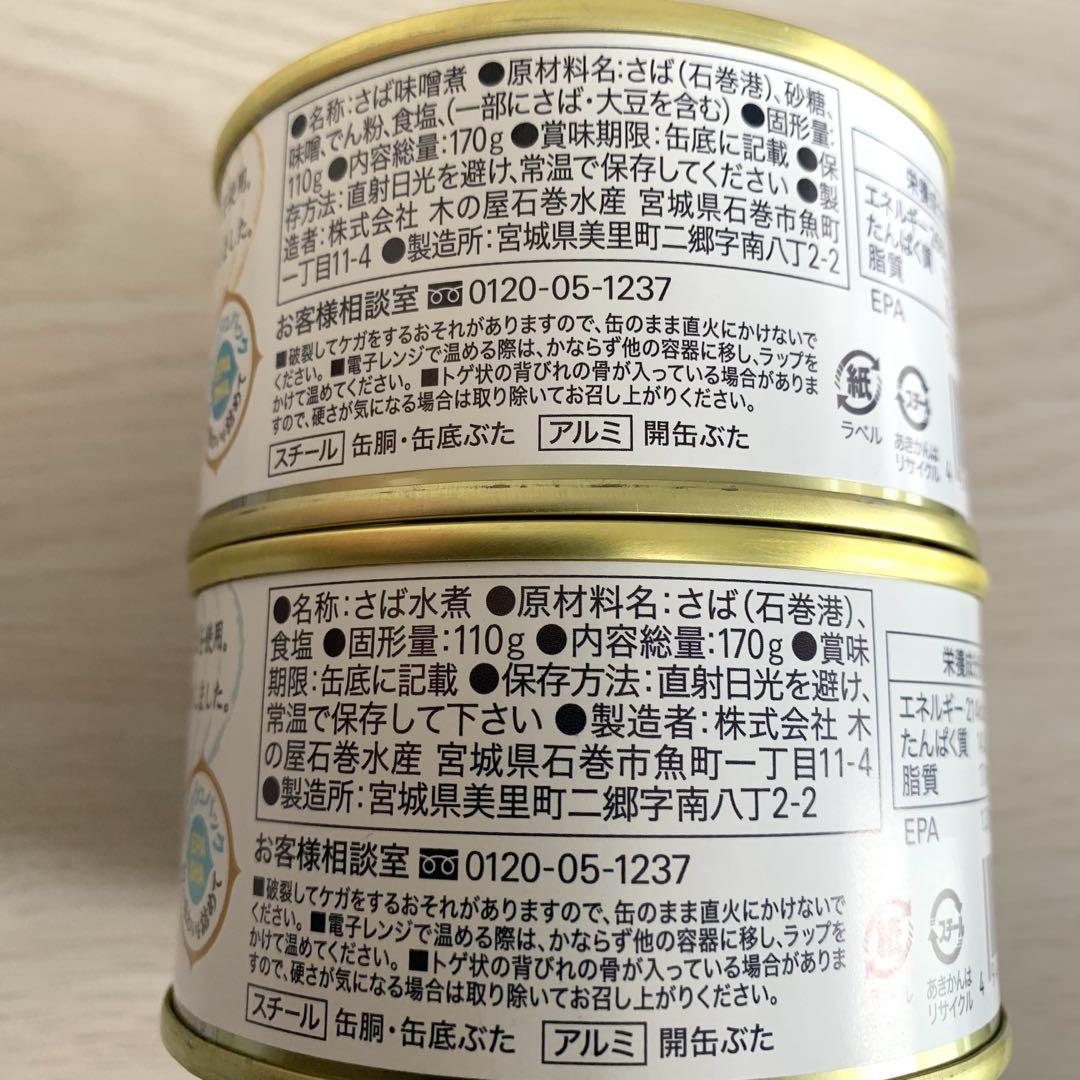 ●名称:さば味噌煮 ●原材料名:さば(石巻港)、砂糖、
味噌、でん粉、食塩、(一部にさば・大豆を含む) ●固形量:
110g ●内容総量:170g ●賞味期限:缶底に記載 ●保
存方法:直射日光を避け、常温で保存してください ●製
造者:株式会社 木の屋石巻水産 宮城県石巻市魚町
一丁目11-4 ●製造所:宮城県美里町二郷字南八丁2-2
お客様相談室 0120-05-1237
■破裂してケガをするおそれがありますので、缶のまま直火にかけないで
ください。■電子レンジで温める際は、かならず他の容器に移し、ラップを
かけて温めてください。■トゲ状の背びれの骨が入っている場合がありま
すので、硬さが気になる場合は取り除いてお召し上がりください。
スチール 缶胴・缶底ぶた アルミ 開缶ぶた
エネルギー
たんぱく質
脂質
EPA
紙
ラベル
スチール
あきかんは
リサイクル
4
使用。
ました。
●名称:さば水煮 ●原材料名:さば(石巻港)、
食塩 ●固形量:110g ●内容総量:170g ●賞味
期限:缶底に記載 ●保存方法:直射日光を避け、
常温で保存して下さい ●製造者:株式会社 木
の屋石巻水産 宮城県石巻市魚町一丁目11-4
●製造所:宮城県美里町二郷字南八丁2-2
お客様相談室 0120-05-1237
■破裂してケガをするおそれがありますので、缶のまま直火にかけないで
ください。■電子レンジで温める際は、かならず他の容器に移し、ラップを
かけて温めてください。■トゲ状の背びれの骨が入っている場合がありま
すので、硬さが気になる場合は取り除いてお召し上がりください。
スチール 缶胴・缶底ぶた アルミ 開缶ぶた
栄養成
エネルギー
たんぱく質
脂質
EPA
紙
スチール
あきかんは
リサイクル
4
使用。
ました。